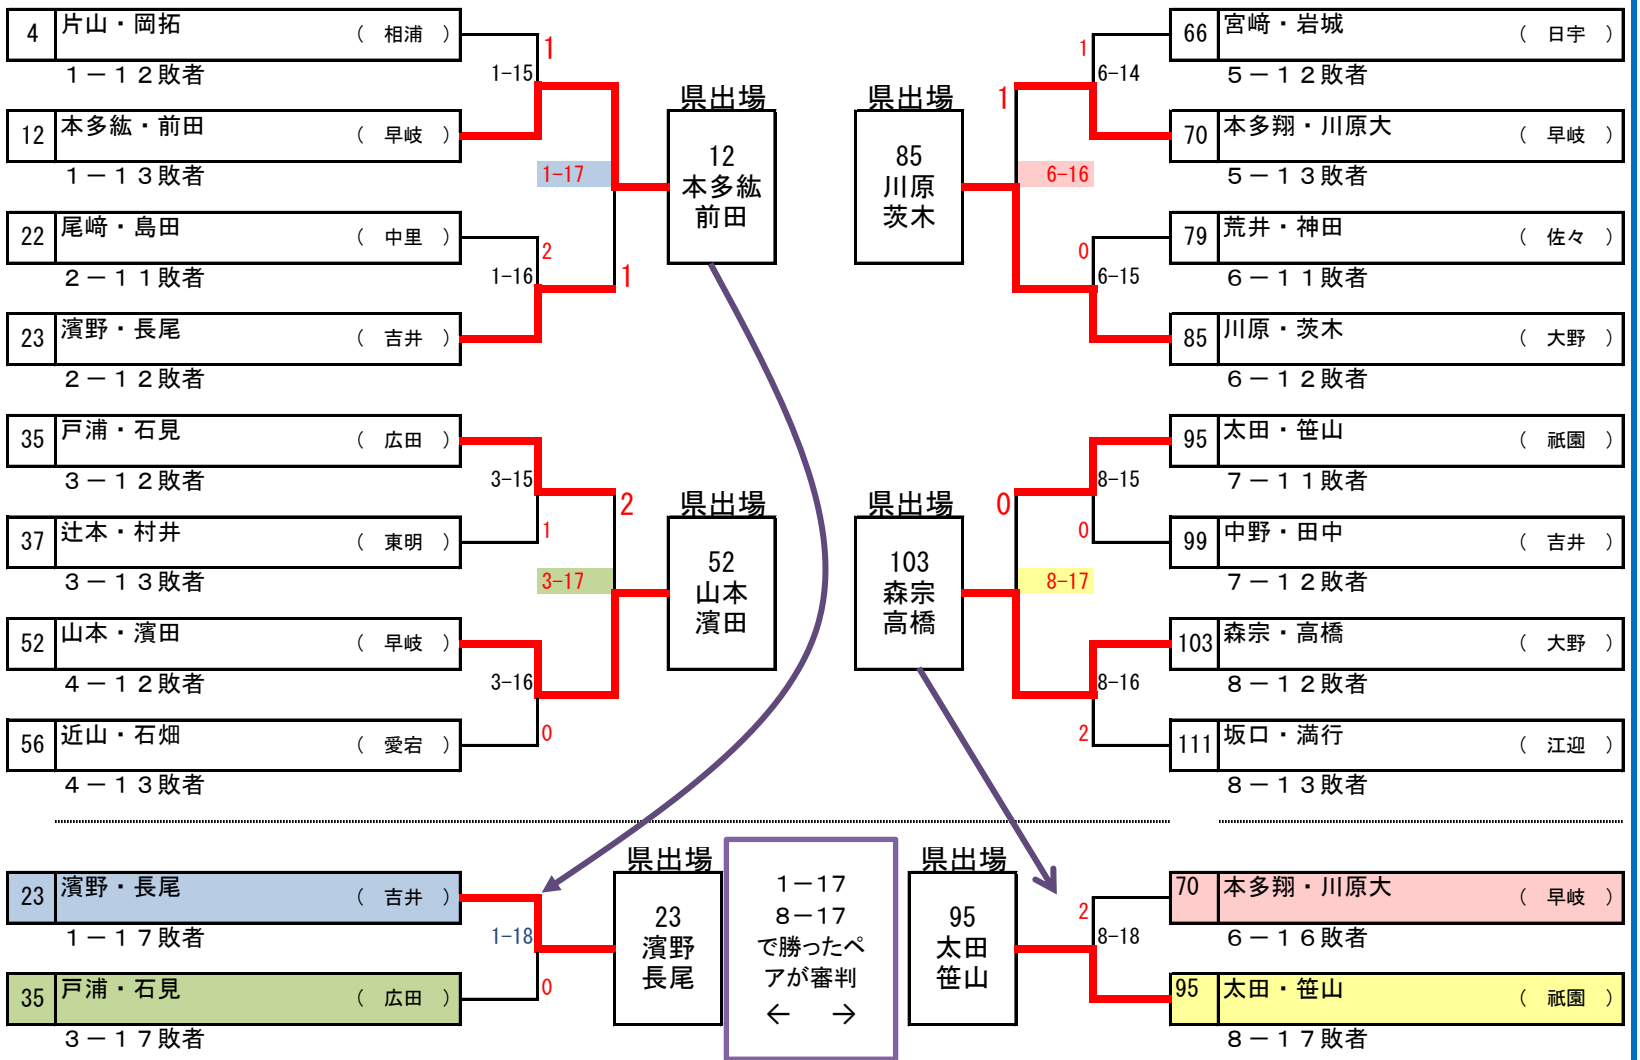 4 片山・岡拓 （ 相浦 ）
1－12敗者
1
1-15
12 本多紘・前田 （ 早岐 ）
1－13敗者
1-17
県出場
12
本多紘
前田
22 尾﨑・島田 （ 中里 ）
2－11敗者
2
1-16
1
23 濱野・長尾 （ 吉井 ）
2－12敗者
35 戸浦・石見 （ 広田 ）
3－12敗者
3-15
2
37 辻本・村井 （ 東明 ）
3－13敗者
1
3-17
県出場
52
山本
濱田
52 山本・濱田 （ 早岐 ）
4－12敗者
3-16
56 近山・石畑 （ 愛宕 ）
4－13敗者
0
66 宮﨑・岩城 （ 日宇 ）
5－12敗者
1
6-14
1
70 本多翔・川原大 （ 早岐 ）
5－13敗者
6-16
県出場
85
川原
茨木
79 荒井・神田 （ 佐々 ）
6－11敗者
0
6-15
85 川原・茨木 （ 大野 ）
6－12敗者
95 太田・笹山 （ 祇園 ）
7－11敗者
8-15
0
99 中野・田中 （ 吉井 ）
7－12敗者
0
8-17
県出場
103
森宗
高橋
103 森宗・高橋 （ 大野 ）
8－12敗者
8-16
111 坂口・満行 （ 江迎 ）
8－13敗者
2
23 濱野・長尾 （ 吉井 ）
1－17敗者
1-18
35 戸浦・石見 （ 広田 ）
3－17敗者
0
県出場
23
濱野
長尾
1－17
8－17
で勝ったペ
アが審判
← →
県出場
95
太田
笹山
70 本多翔・川原大 （ 早岐 ）
6－16敗者
2
8-18
95 太田・笹山 （ 祇園 ）
8－17敗者